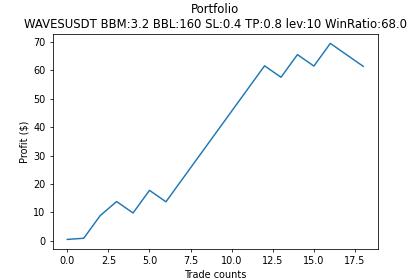 Portfolio
WAVESUSDT BBM:3.2 BBL:160 SL:0.4 TP:0.8 lev:10 WinRatio:68.0
70
60
50
40
30
20
10
0
Profit ($)
0.0 2.5 5.0 7.5 10.0 12.5 15.0 17.5
Trade counts